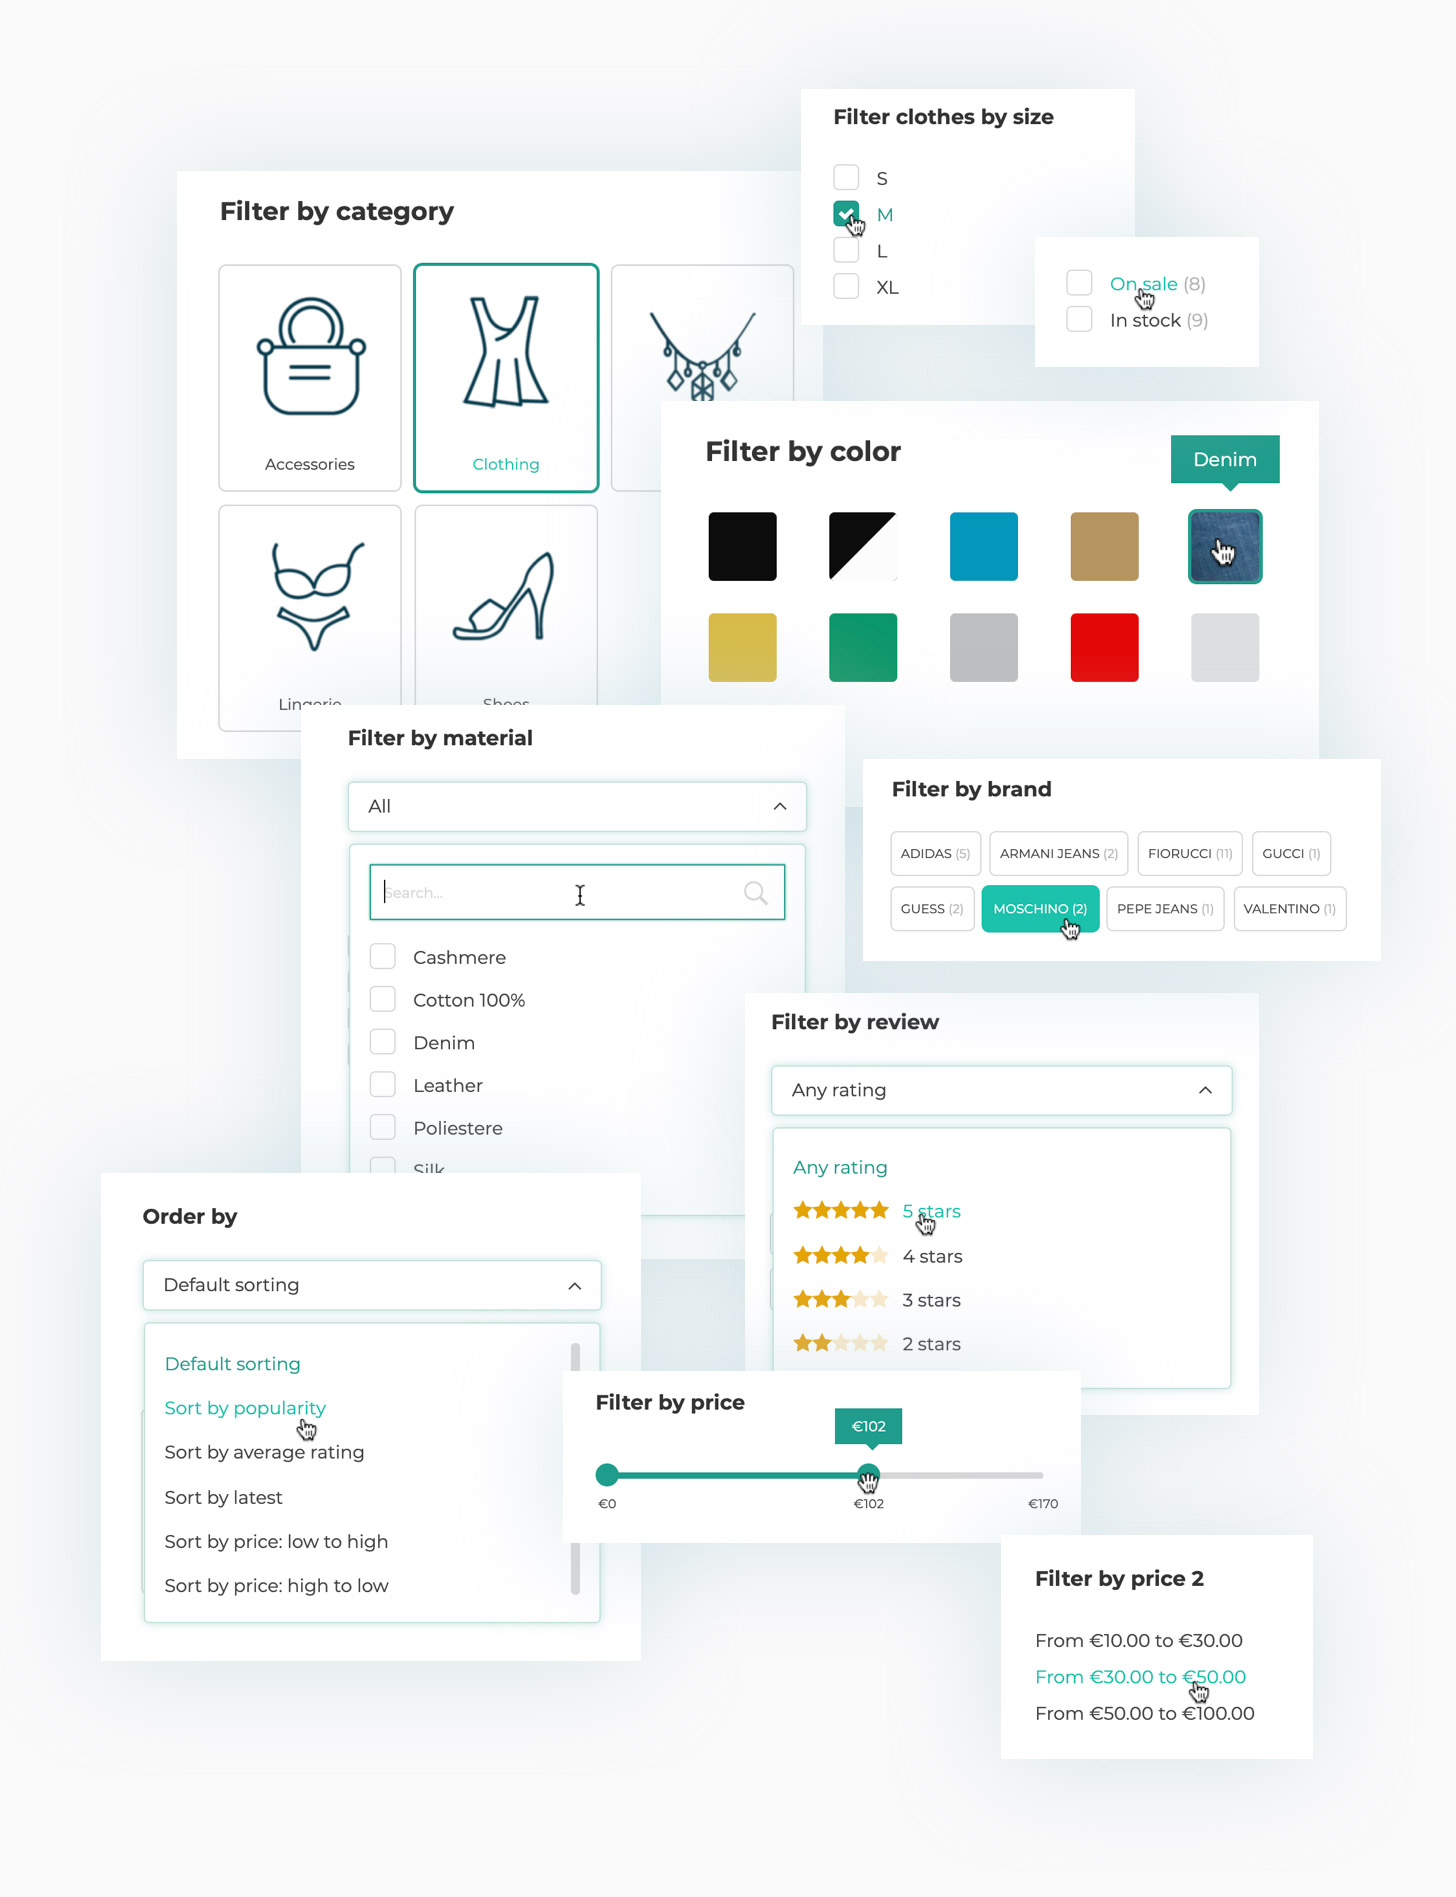 Filter clothes by size
S
M
L
XL
On sale (8)
In stock (9)
Filter by category
Accessories
Clothing
Lingerie
Shoes
Filter by color
Denim
Filter by material
All
Search...
Cashmere
Cotton 100%
Denim
Leather
Poliestere
Silk
Filter by brand
ADIDAS (5) ARMANI JEANS (2) FIORUCCI (11) GUCCI (1)
GUESS (2) MOSCHINO (2) PEPE JEANS (1) VALENTINO (1)
Filter by review
Any rating
Any rating
5 stars
4 stars
3 stars
2 stars
Order by
Default sorting
Default sorting
Sort by popularity
Sort by average rating
Sort by latest
Sort by price: low to high
Sort by price: high to low
Filter by price
€102
€0 €102 €170
Filter by price 2
From €10.00 to €30.00
From €30.00 to €50.00
From €50.00 to €100.00